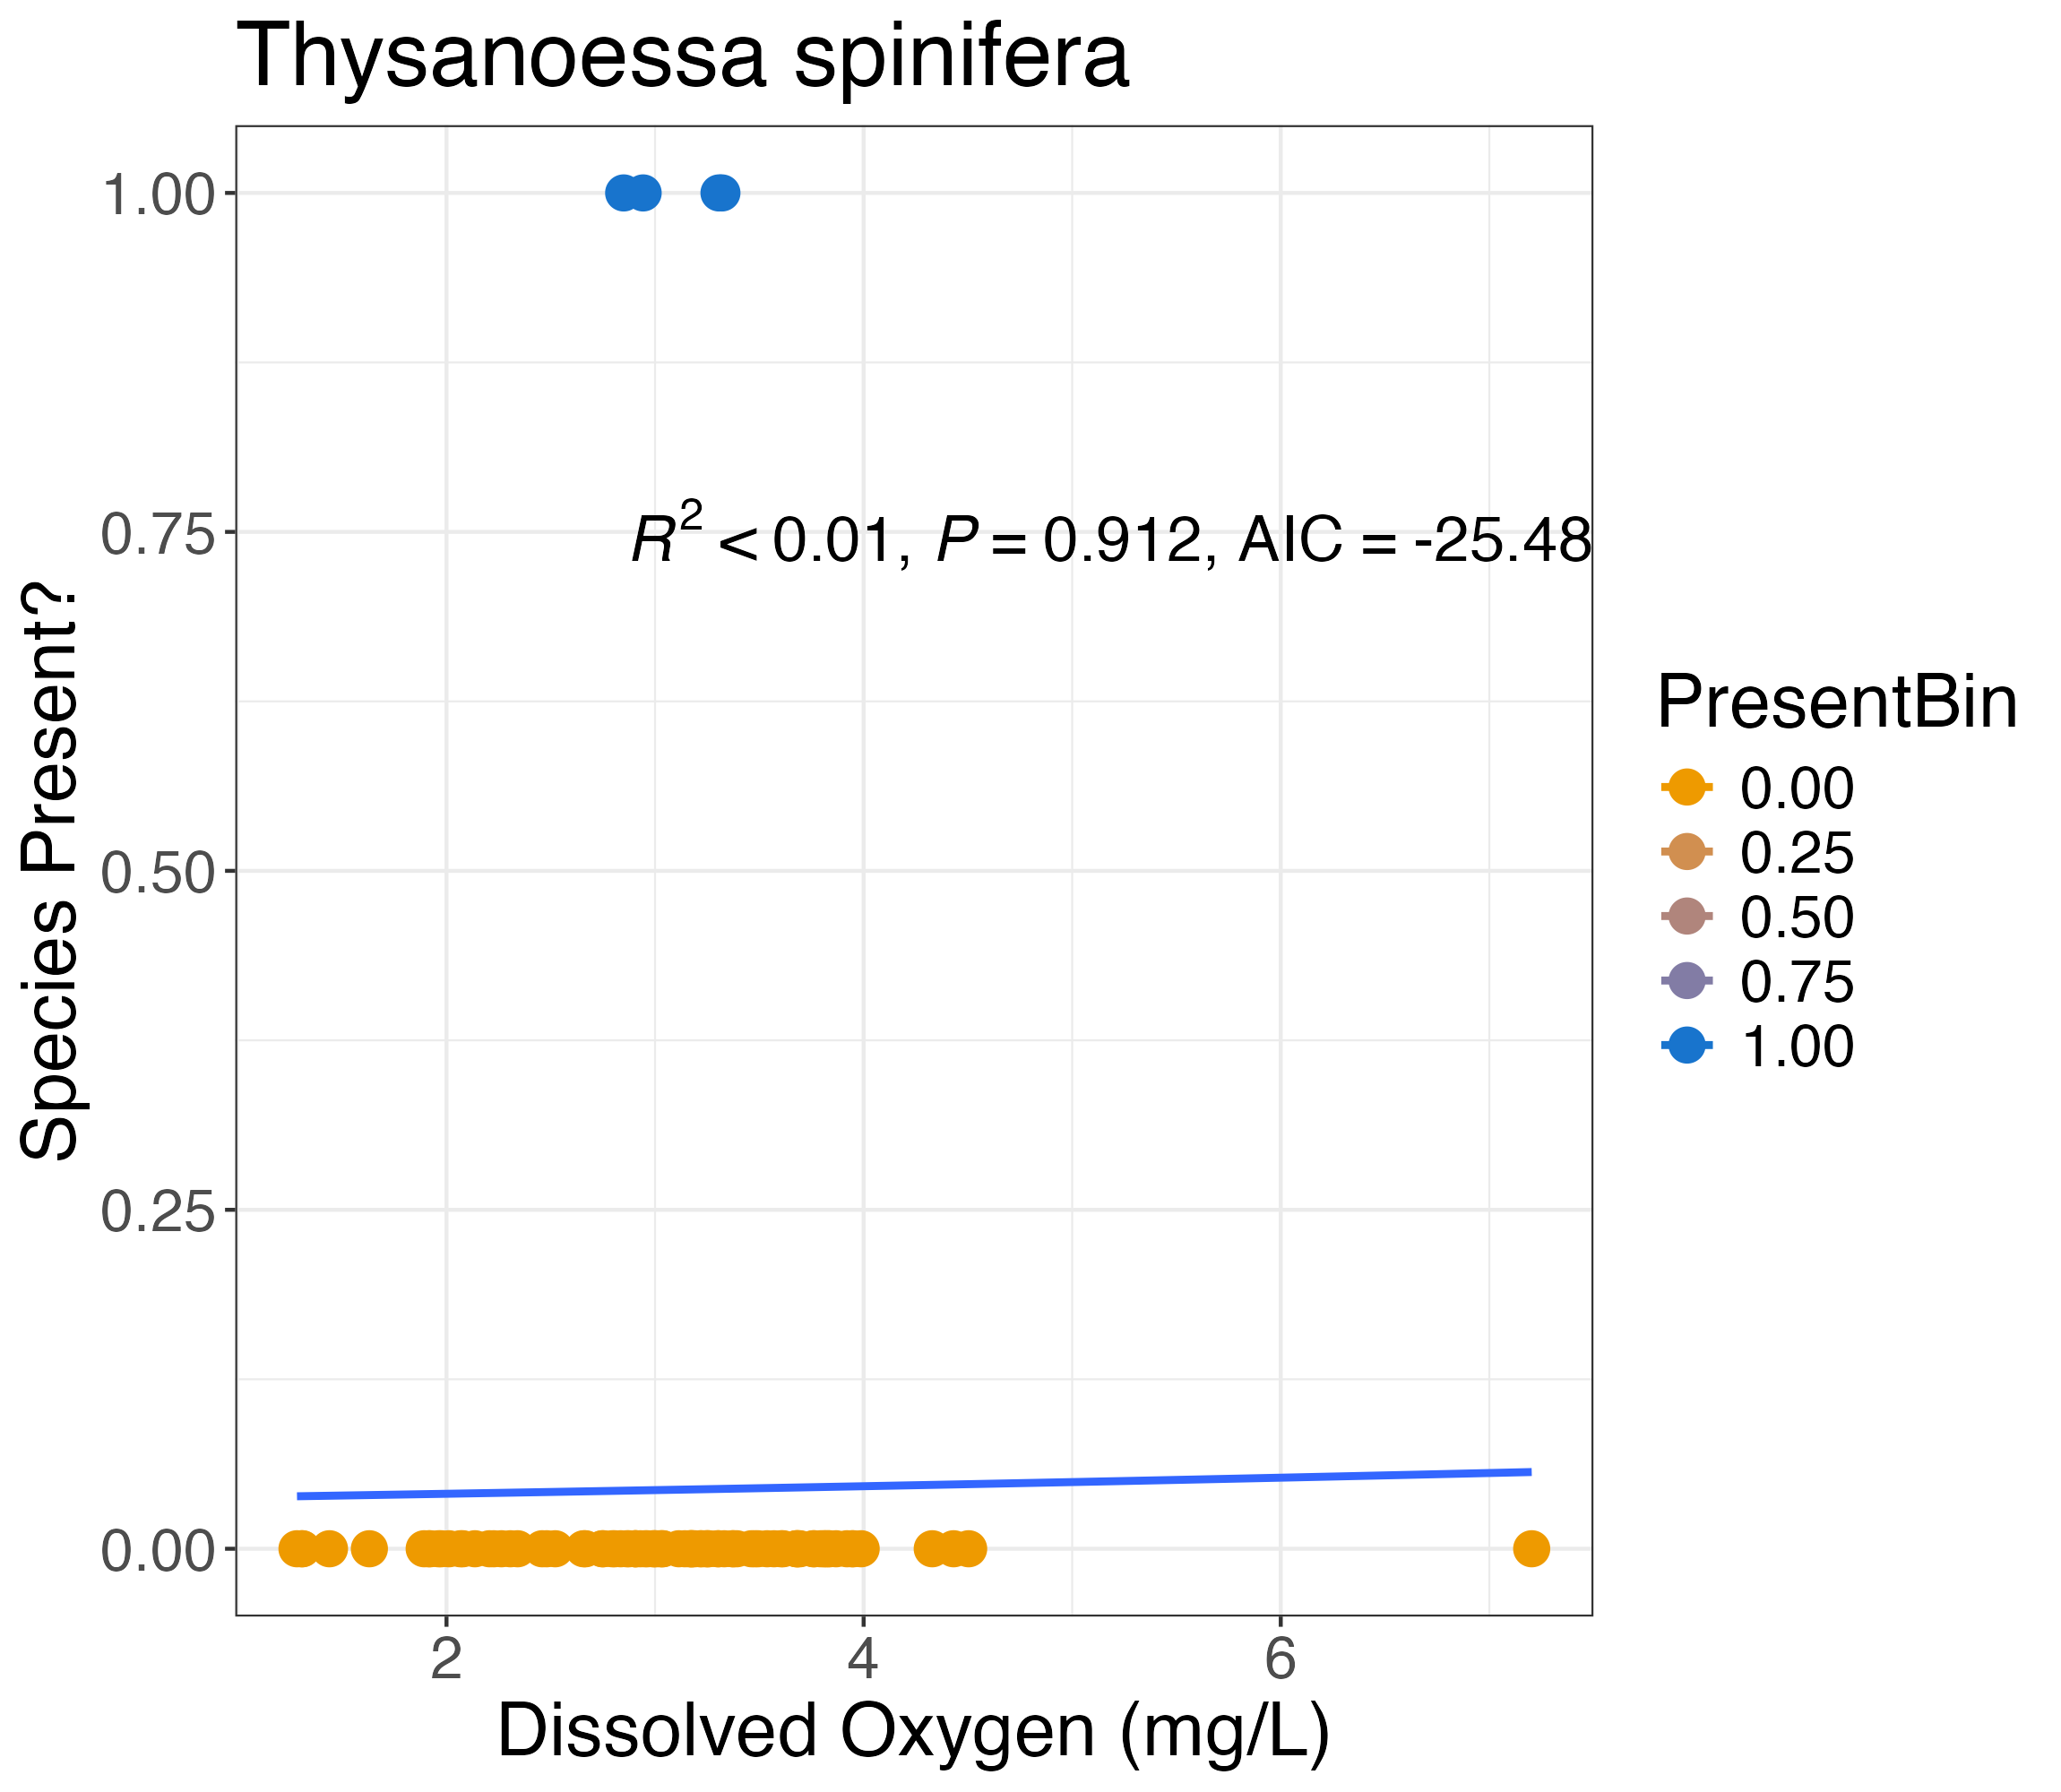 Thysanoessa spinifera
1.00
0.75
0.50
0.25
0.00
Species Present?
R² < 0.01, P = 0.912, AIC = -25.48
2
4
6
Dissolved Oxygen (mg/L)
PresentBin
0.00
0.25
0.50
0.75
1.00